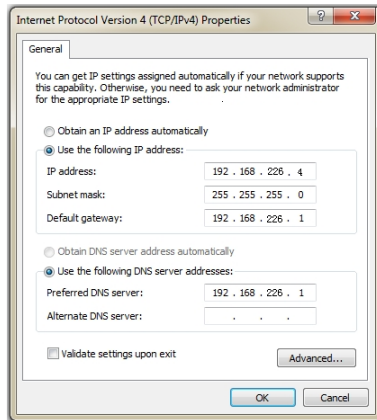 Internet Protocol Version 4 (TCP/IPv4) Properties
General
You can get IP settings assigned automatically if your network supports
this capability. Otherwise, you need to ask your network administrator
for the appropriate IP settings.
Obtain an IP address automatically
Use the following IP address:
IP address: 192 . 168 . 226 . 4
Subnet mask: 255 . 255 . 255 . 0
Default gateway: 192 . 168 . 226 . 1
Obtain DNS server address automatically
Use the following DNS server addresses:
Preferred DNS server: 192 . 168 . 226 . 1
Alternate DNS server: . . .
Validate settings upon exit
Advanced...
OK Cancel